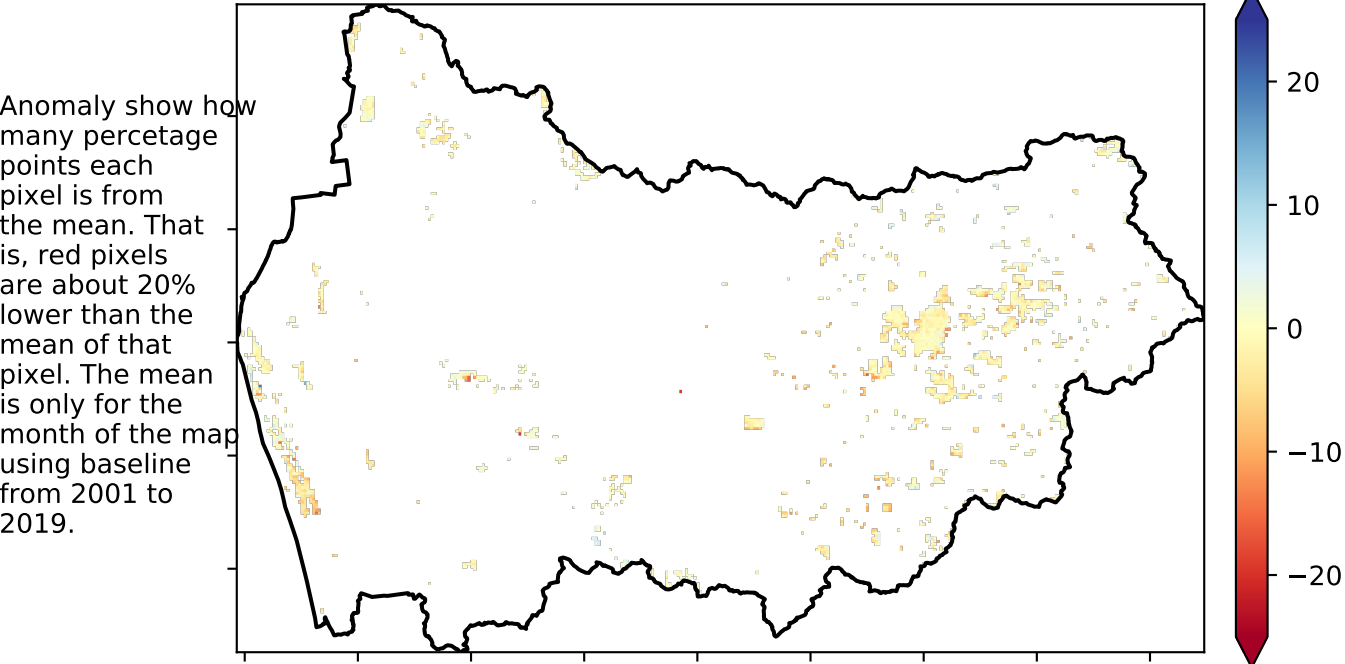 Anomaly show how
many percetage
points each
pixel is from
the mean. That
is, red pixels
are about 20%
lower than the
mean of that
pixel. The mean
is only for the
month of the map
using baseline
from 2001 to
2019.
20
10
0
−10
−20